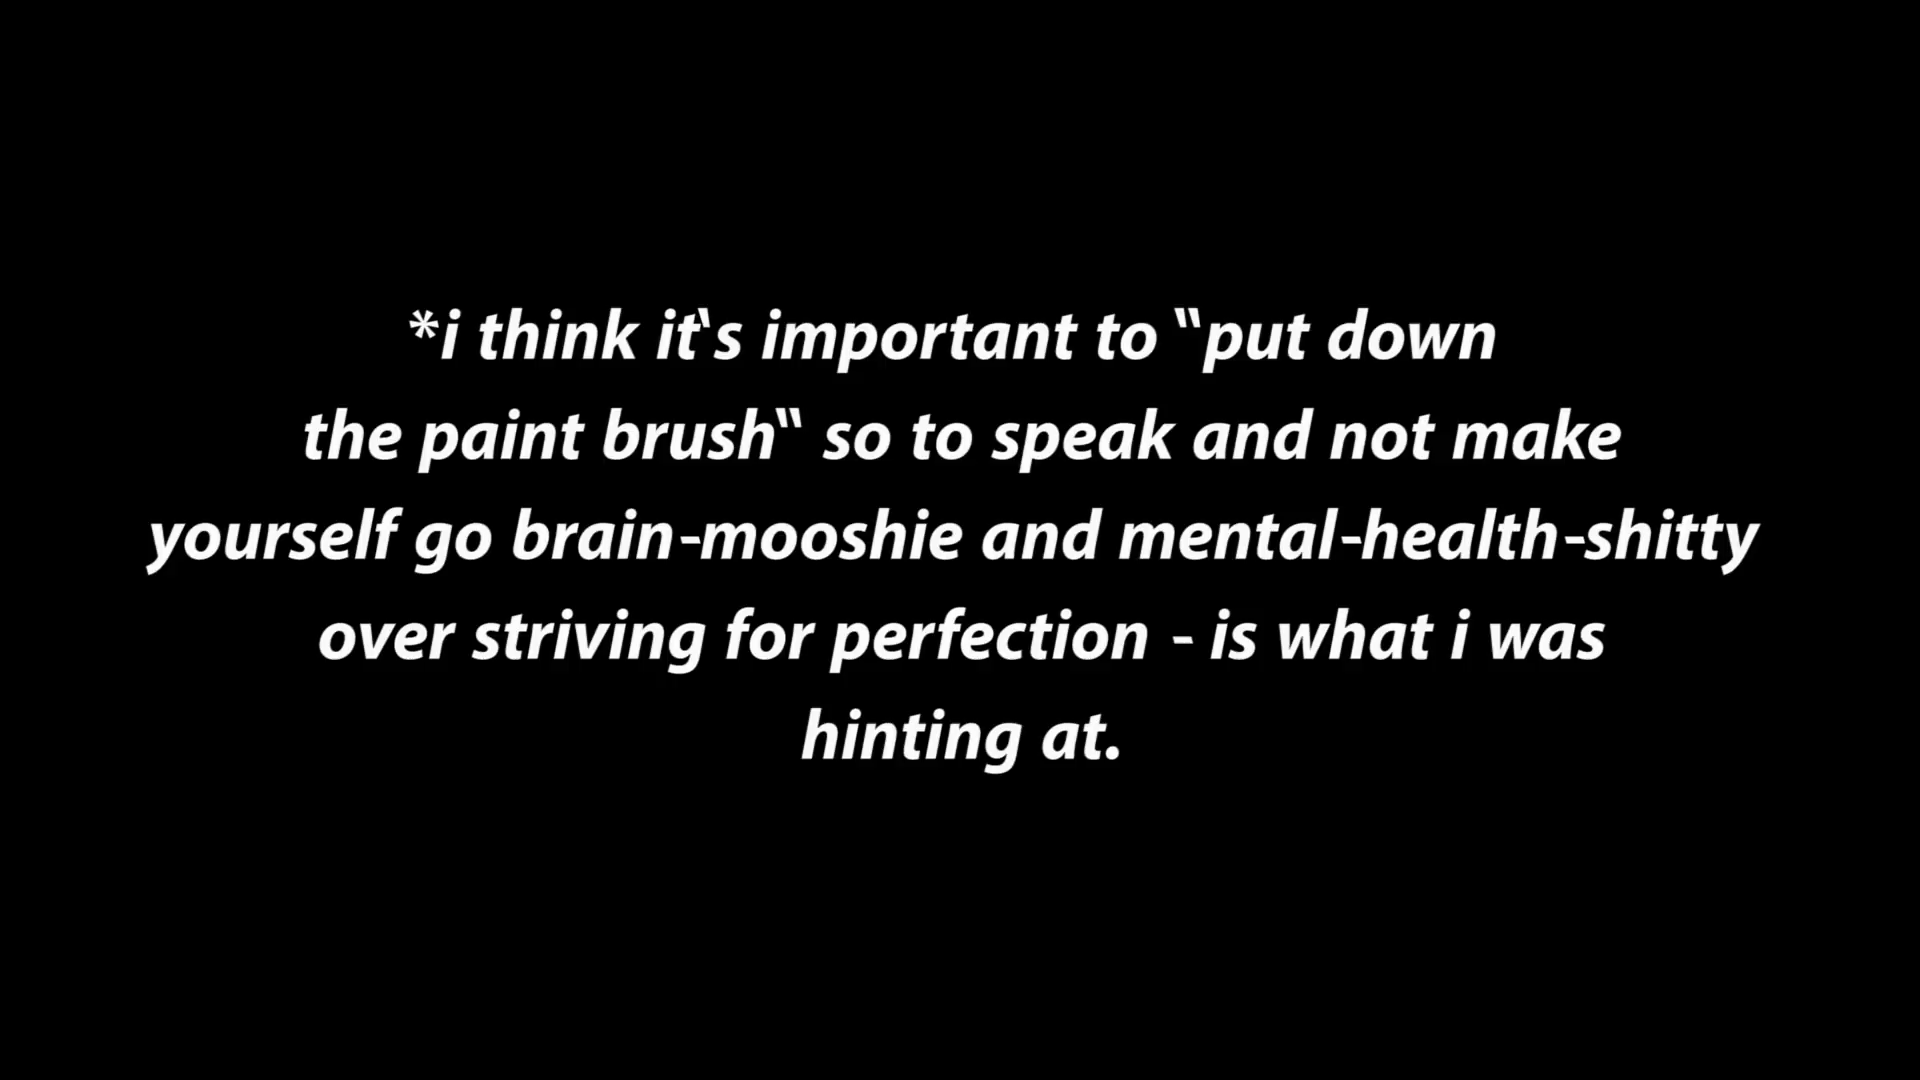 *i think it‵s important to ‶put down
the paint brush‶ so to speak and not make
yourself go brain-mooshie and mental-health-shitty
over striving for perfection - is what i was
hinting at.